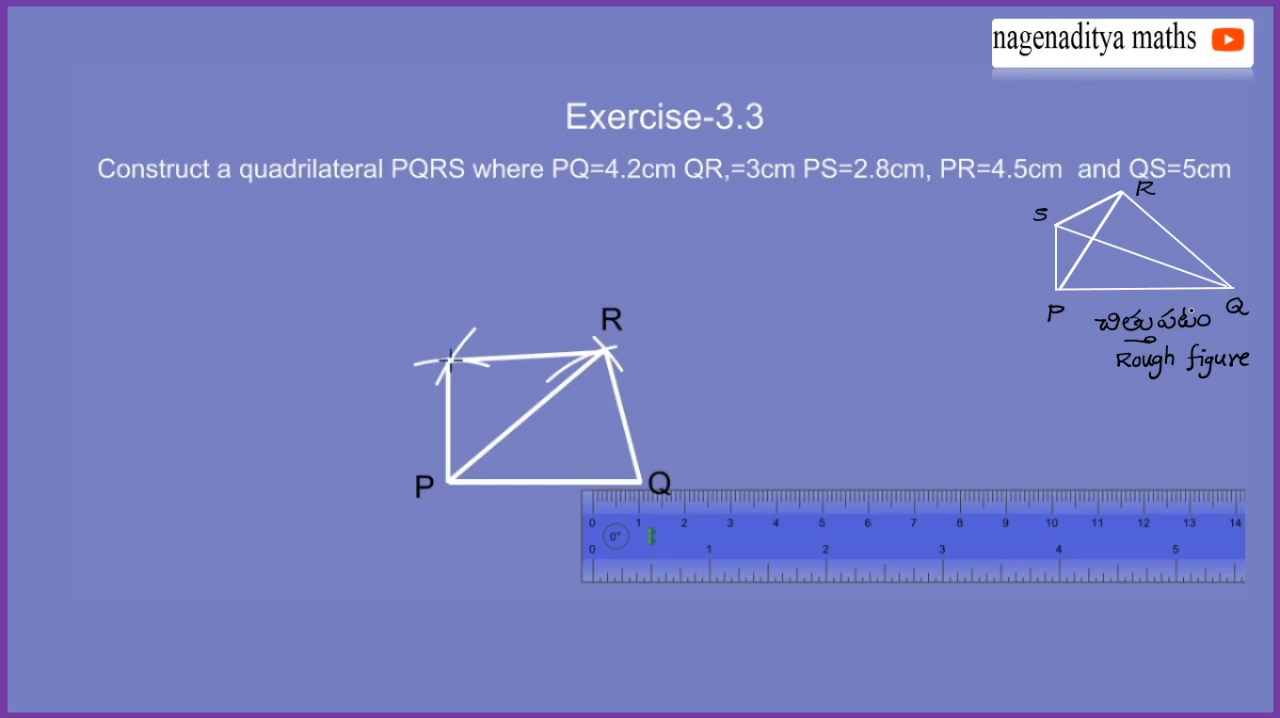 nagenaditya maths
Exercise-3.3
Construct a quadrilateral PQRS where PQ=4.2cm QR,=3cm PS=2.8cm, PR=4.5cm and QS=5cm
R
S
P
Q
చిత్తు పటం
Rough figure
R
P
Q
0 1 2 3 4 5 6 7 8 9 10 11 12 13 14
0°
0 1 2 3 4 5